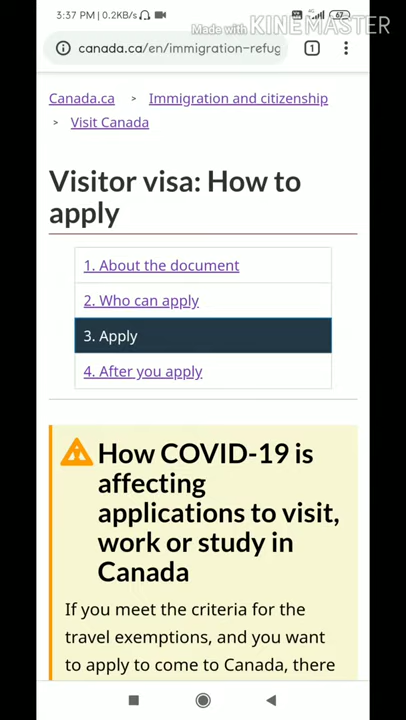 3:37 PM | 0.2KB/s
4G
67
Made with KINEMASTER
canada.ca/en/immigration-refug
1
Canada.ca > Immigration and citizenship
> Visit Canada
Visitor visa: How to
apply
1. About the document
2. Who can apply
3. Apply
4. After you apply
How COVID-19 is
affecting
applications to visit,
work or study in
Canada
If you meet the criteria for the
travel exemptions, and you want
to apply to come to Canada, there